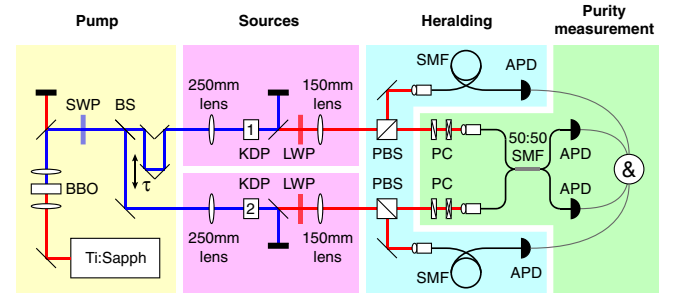 Pump
Sources
Heralding
Purity
measurement
250mm
lens
150mm
lens
SMF
APD
SWP
BS
1
KDP
LWP
PBS
PC
50:50
SMF
APD
τ
BBO
KDP
LWP
PBS
PC
APD
&
2
250mm
lens
150mm
lens
Ti:Sapph
SMF
APD